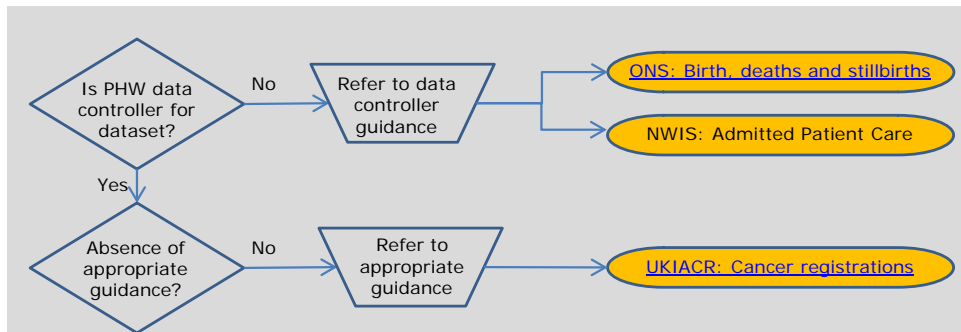 Is PHW data
controller for
dataset?
No
Refer to data
controller
guidance
ONS: Birth, deaths and stillbirths
NWIS: Admitted Patient Care
Yes
Absence of
appropriate
guidance?
No
Refer to
appropriate
guidance
UKIACR: Cancer registrations